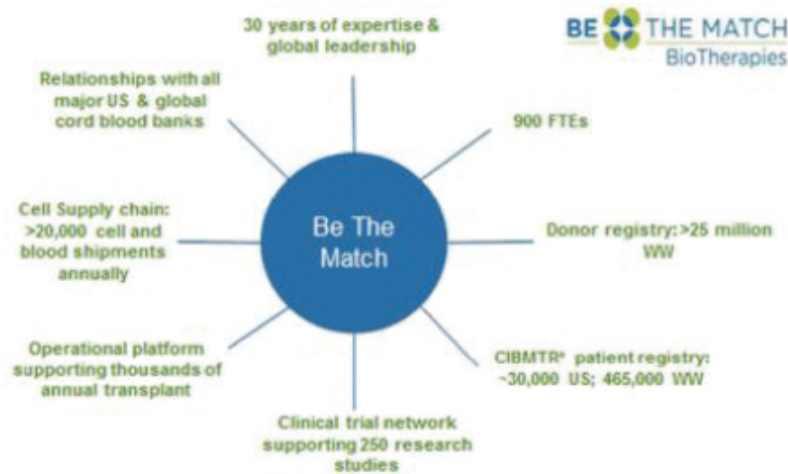 30 years of expertise &
global leadership
BE THE MATCH
BioTherapies
Relationships with all
major US & global
cord blood banks
900 FTEs
Cell Supply chain:
>20,000 cell and
blood shipments
annually
Be The
Match
Donor registry: >25 million
WW
Operational platform
supporting thousands of
annual transplant
CIBMTR* patient registry:
~30,000 US; 465,000 WW
Clinical trial network
supporting 250 research
studies